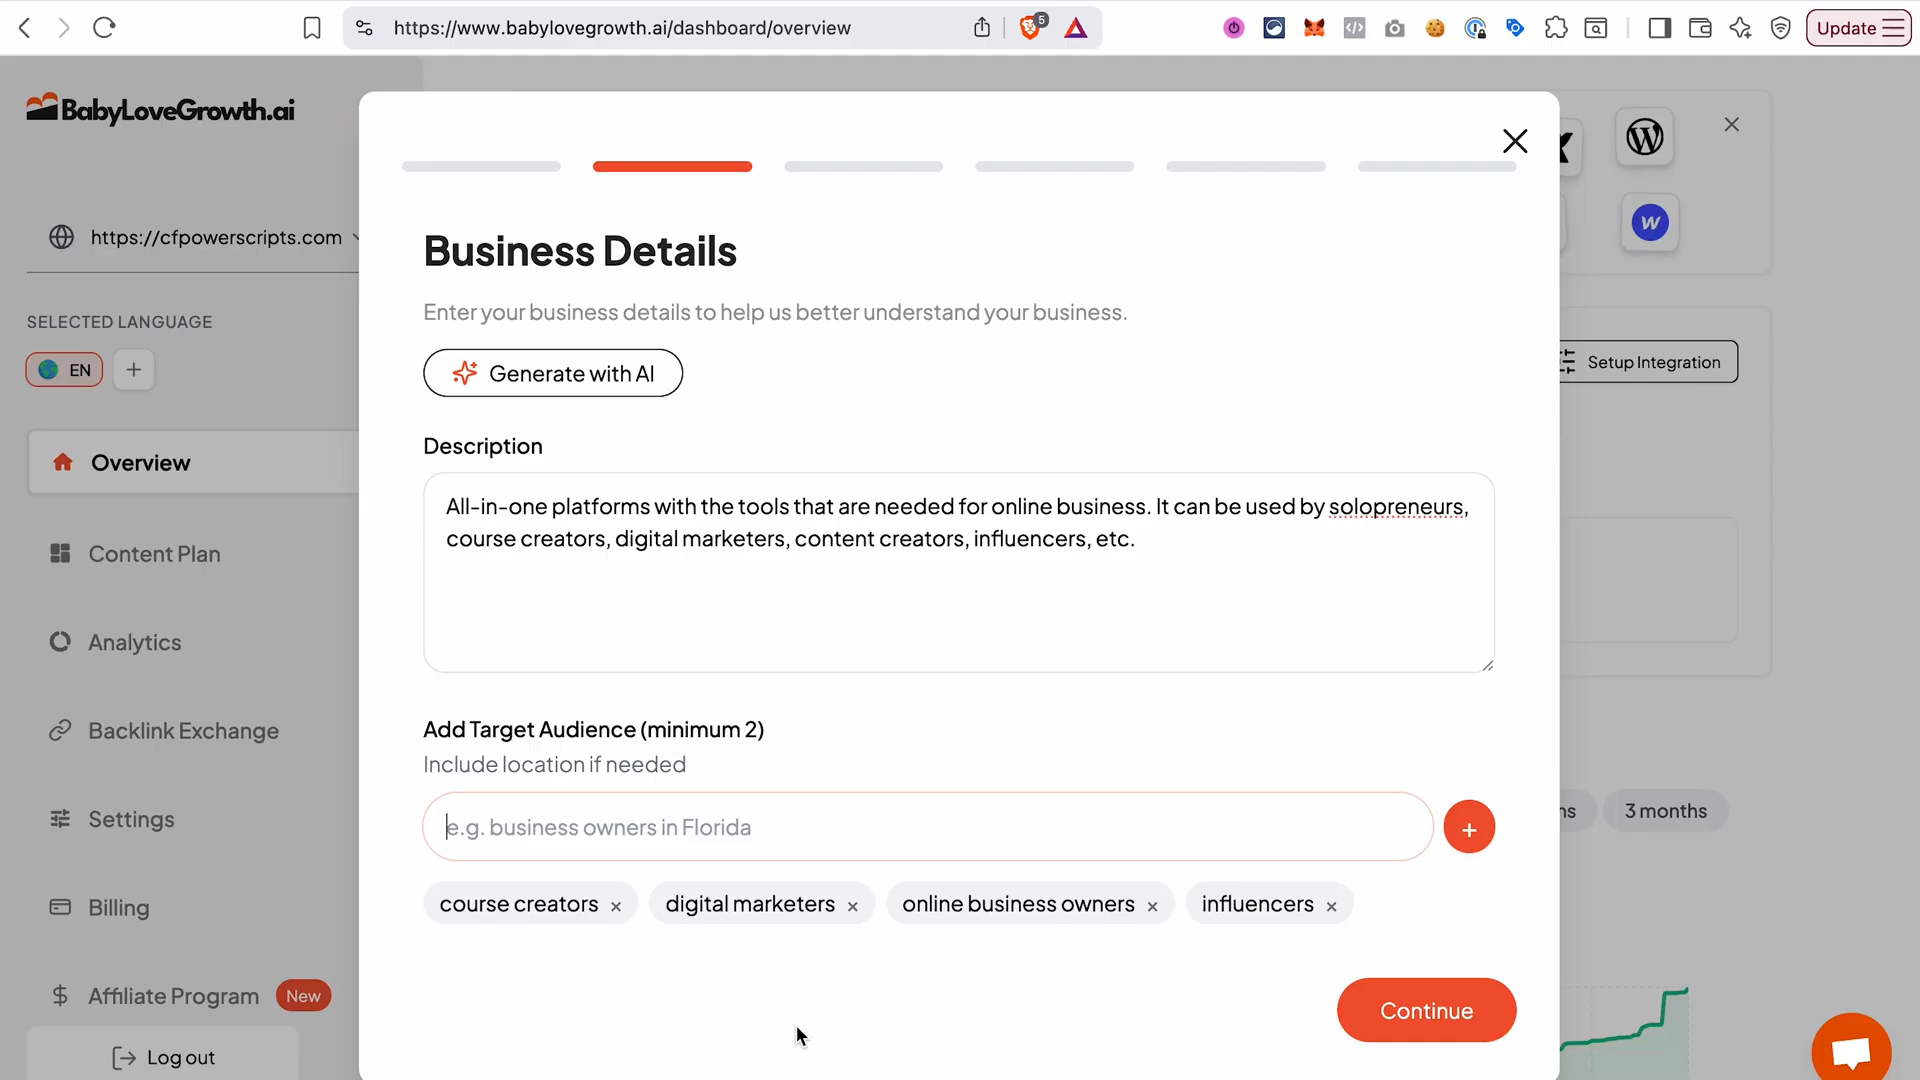 https://www.babylovegrowth.ai/dashboard/overview
5
Update
BabyLoveGrowth.ai
https://cfpowerscripts.com
SELECTED LANGUAGE
EN
Overview
Content Plan
Analytics
Backlink Exchange
Settings
Billing
Affiliate Program New
Log out
Business Details
Enter your business details to help us better understand your business.
Generate with AI
Description
All-in-one platforms with the tools that are needed for online business. It can be used by solopreneurs,
course creators, digital marketers, content creators, influencers, etc.
Add Target Audience (minimum 2)
Include location if needed
e.g. business owners in Florida
course creators × digital marketers × online business owners × influencers ×
Continue
Setup Integration
3 months